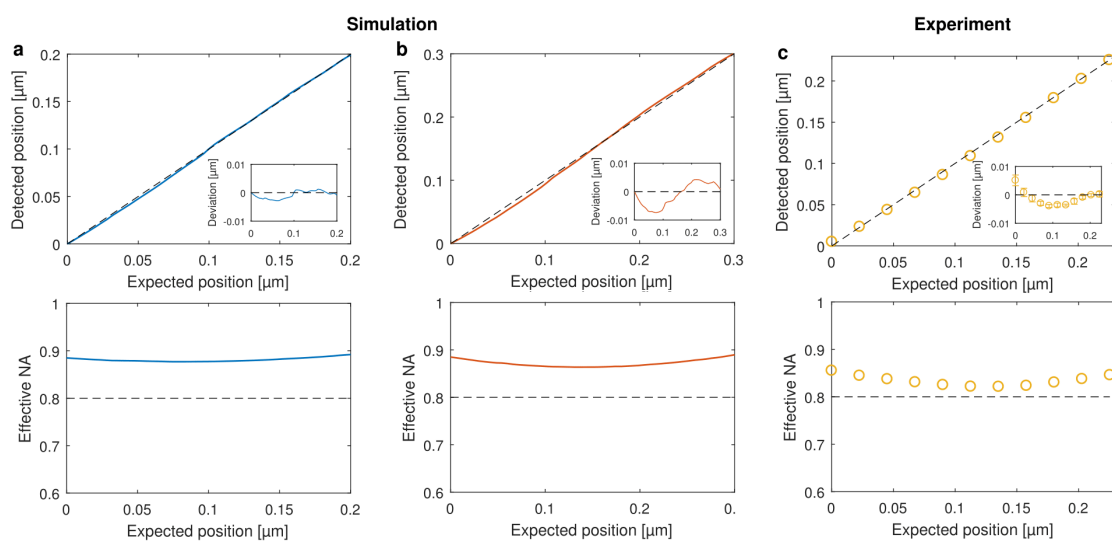 Simulation
Experiment
a
Detected position [µm]
0.2
0.15
0.1
0.05
0
0 0.05 0.1 0.15 0.2
Expected position [µm]
Deviation [µm]
0.01
0
-0.01
0 0.1 0.2
b
Detected position [µm]
0.3
0.2
0.1
0
0 0.1 0.2 0.3
Expected position [µm]
Deviation [µm]
0.01
0
-0.01
0 0.1 0.2 0.3
c
Detected position [µm]
0.2
0.15
0.1
0.05
0
0 0.05 0.1 0.15 0.2
Expected position [µm]
Deviation [µm]
0.01
0
-0.01
0 0.1 0.2
Effective NA
1
0.9
0.8
0.9
0.6
0 0.05 0.1 0.15 0.2
Expected position [µm]
Effective NA
1
0.9
0.8
0.9
0.6
0 0.1 0.2 0.
Expected position [µm]
Effective NA
1
0.9
0.8
0.9
0.6
0 0.05 0.1 0.15 0.2
Expected position [µm]